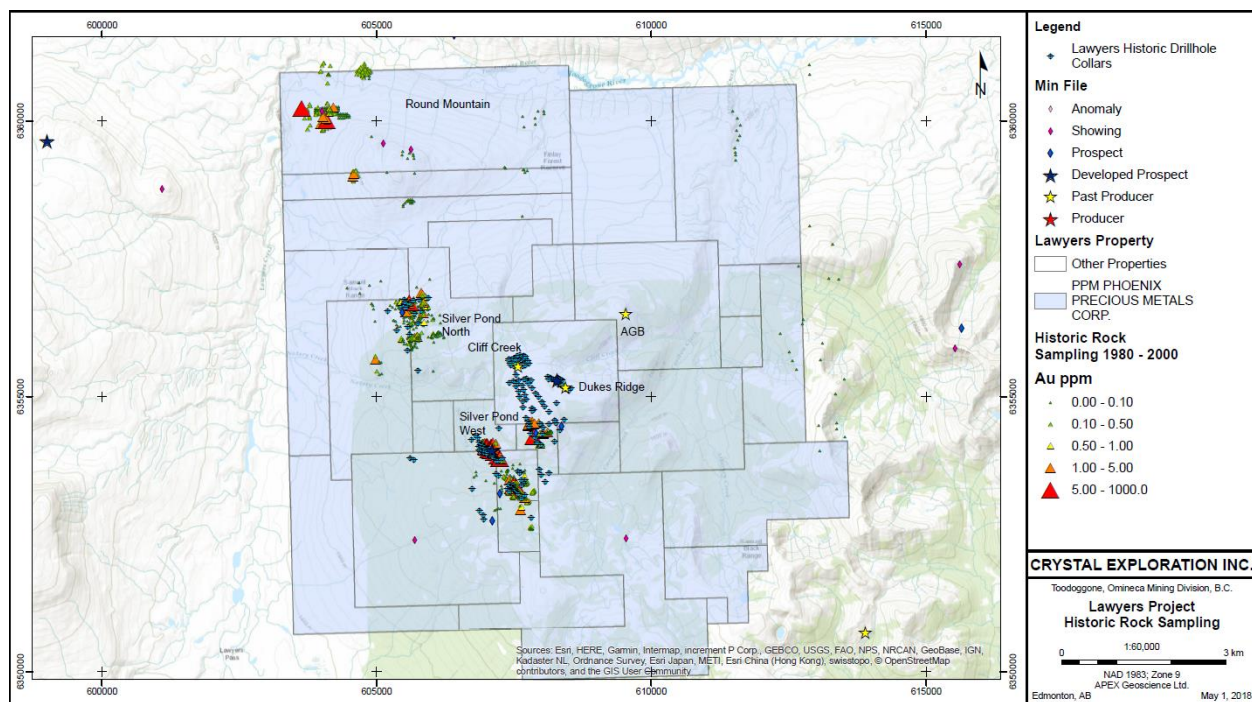 600000
605000
610000
615000
6360000
6355000
6350000
6360000
6355000
6350000
N
Round Mountain
Silver Pond
North
Cliff Creek
AGB
Dukes Ridge
Silver Pond
West
Lawyers
Pass
Sources: Esri, HERE, Garmin, Intermap, increment P Corp., GEBCO, USGS, FAO, NPS, NRCAN, GeoBase, IGN,
Kadaster NL, Ordnance Survey, Esri Japan, METI, Esri China (Hong Kong), swisstopo, © OpenStreetMap
contributors, and the GIS User Community
Legend
Lawyers Historic Drillhole
Collars
Min File
Anomaly
Showing
Prospect
Developed Prospect
Past Producer
Producer
Lawyers Property
Other Properties
PPM PHOENIX
PRECIOUS METALS
CORP.
Historic Rock
Sampling 1980 - 2000
Au ppm
0.00 - 0.10
0.10 - 0.50
0.50 - 1.00
1.00 - 5.00
5.00 - 1000.0
CRYSTAL EXPLORATION INC.
Toodoggone, Omineca Mining Division, B.C.
Lawyers Project
Historic Rock Sampling
1:60,000
0 3 km
NAD 1983; Zone 9
APEX Geoscience Ltd.
Edmonton, AB May 1, 2018